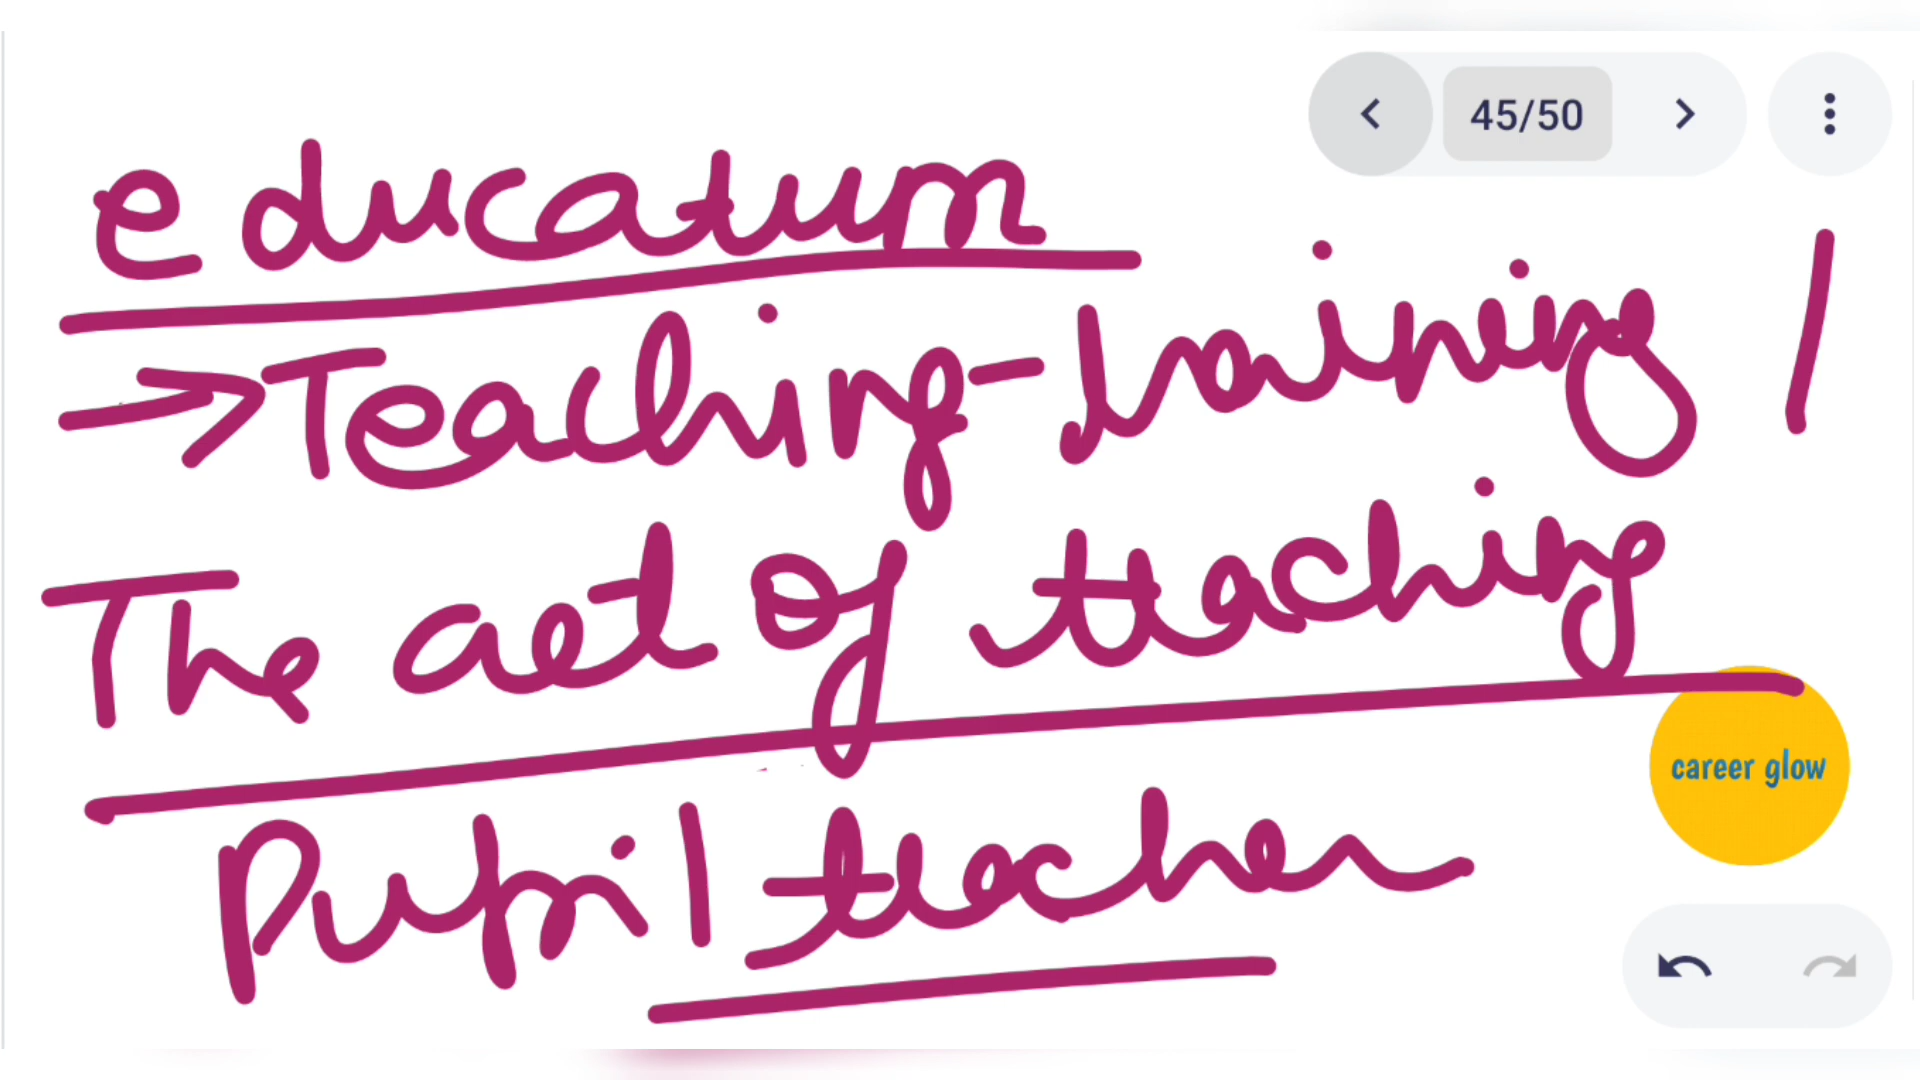 45/50
educatum
→Teaching-training /
The act of teaching
career glow
Pupil teacher